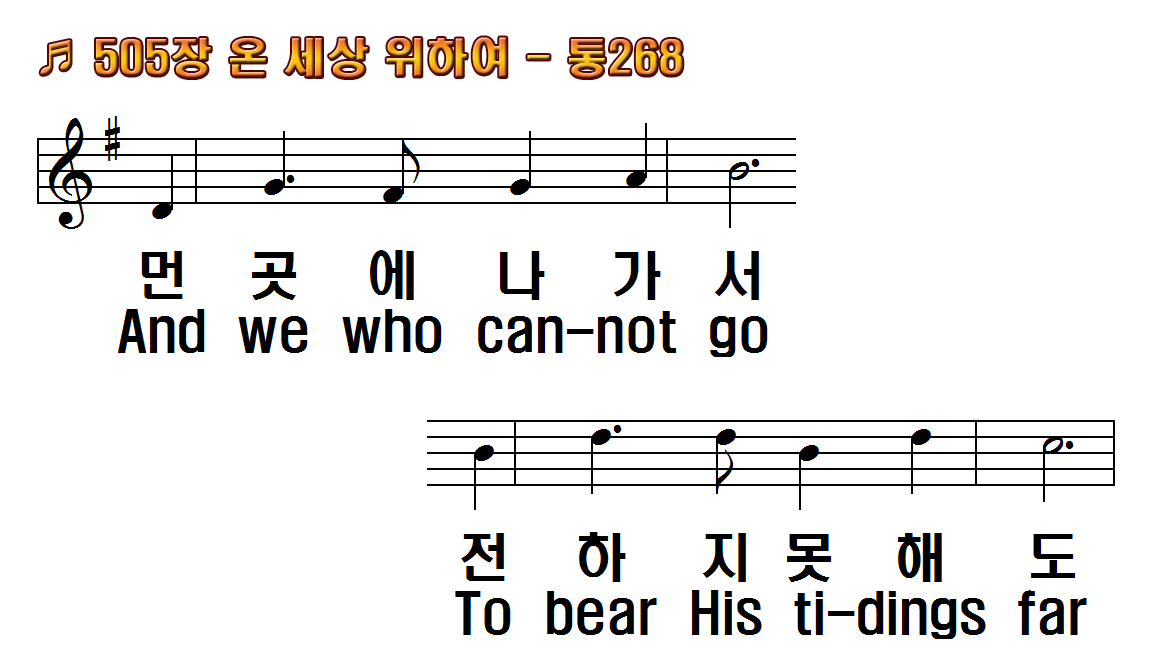 505장 온 세상 위하여 - 통268
먼 곳 에 나 가 서
And we who can-not go
전 하 지 못 해 도
To bear His ti-dings far